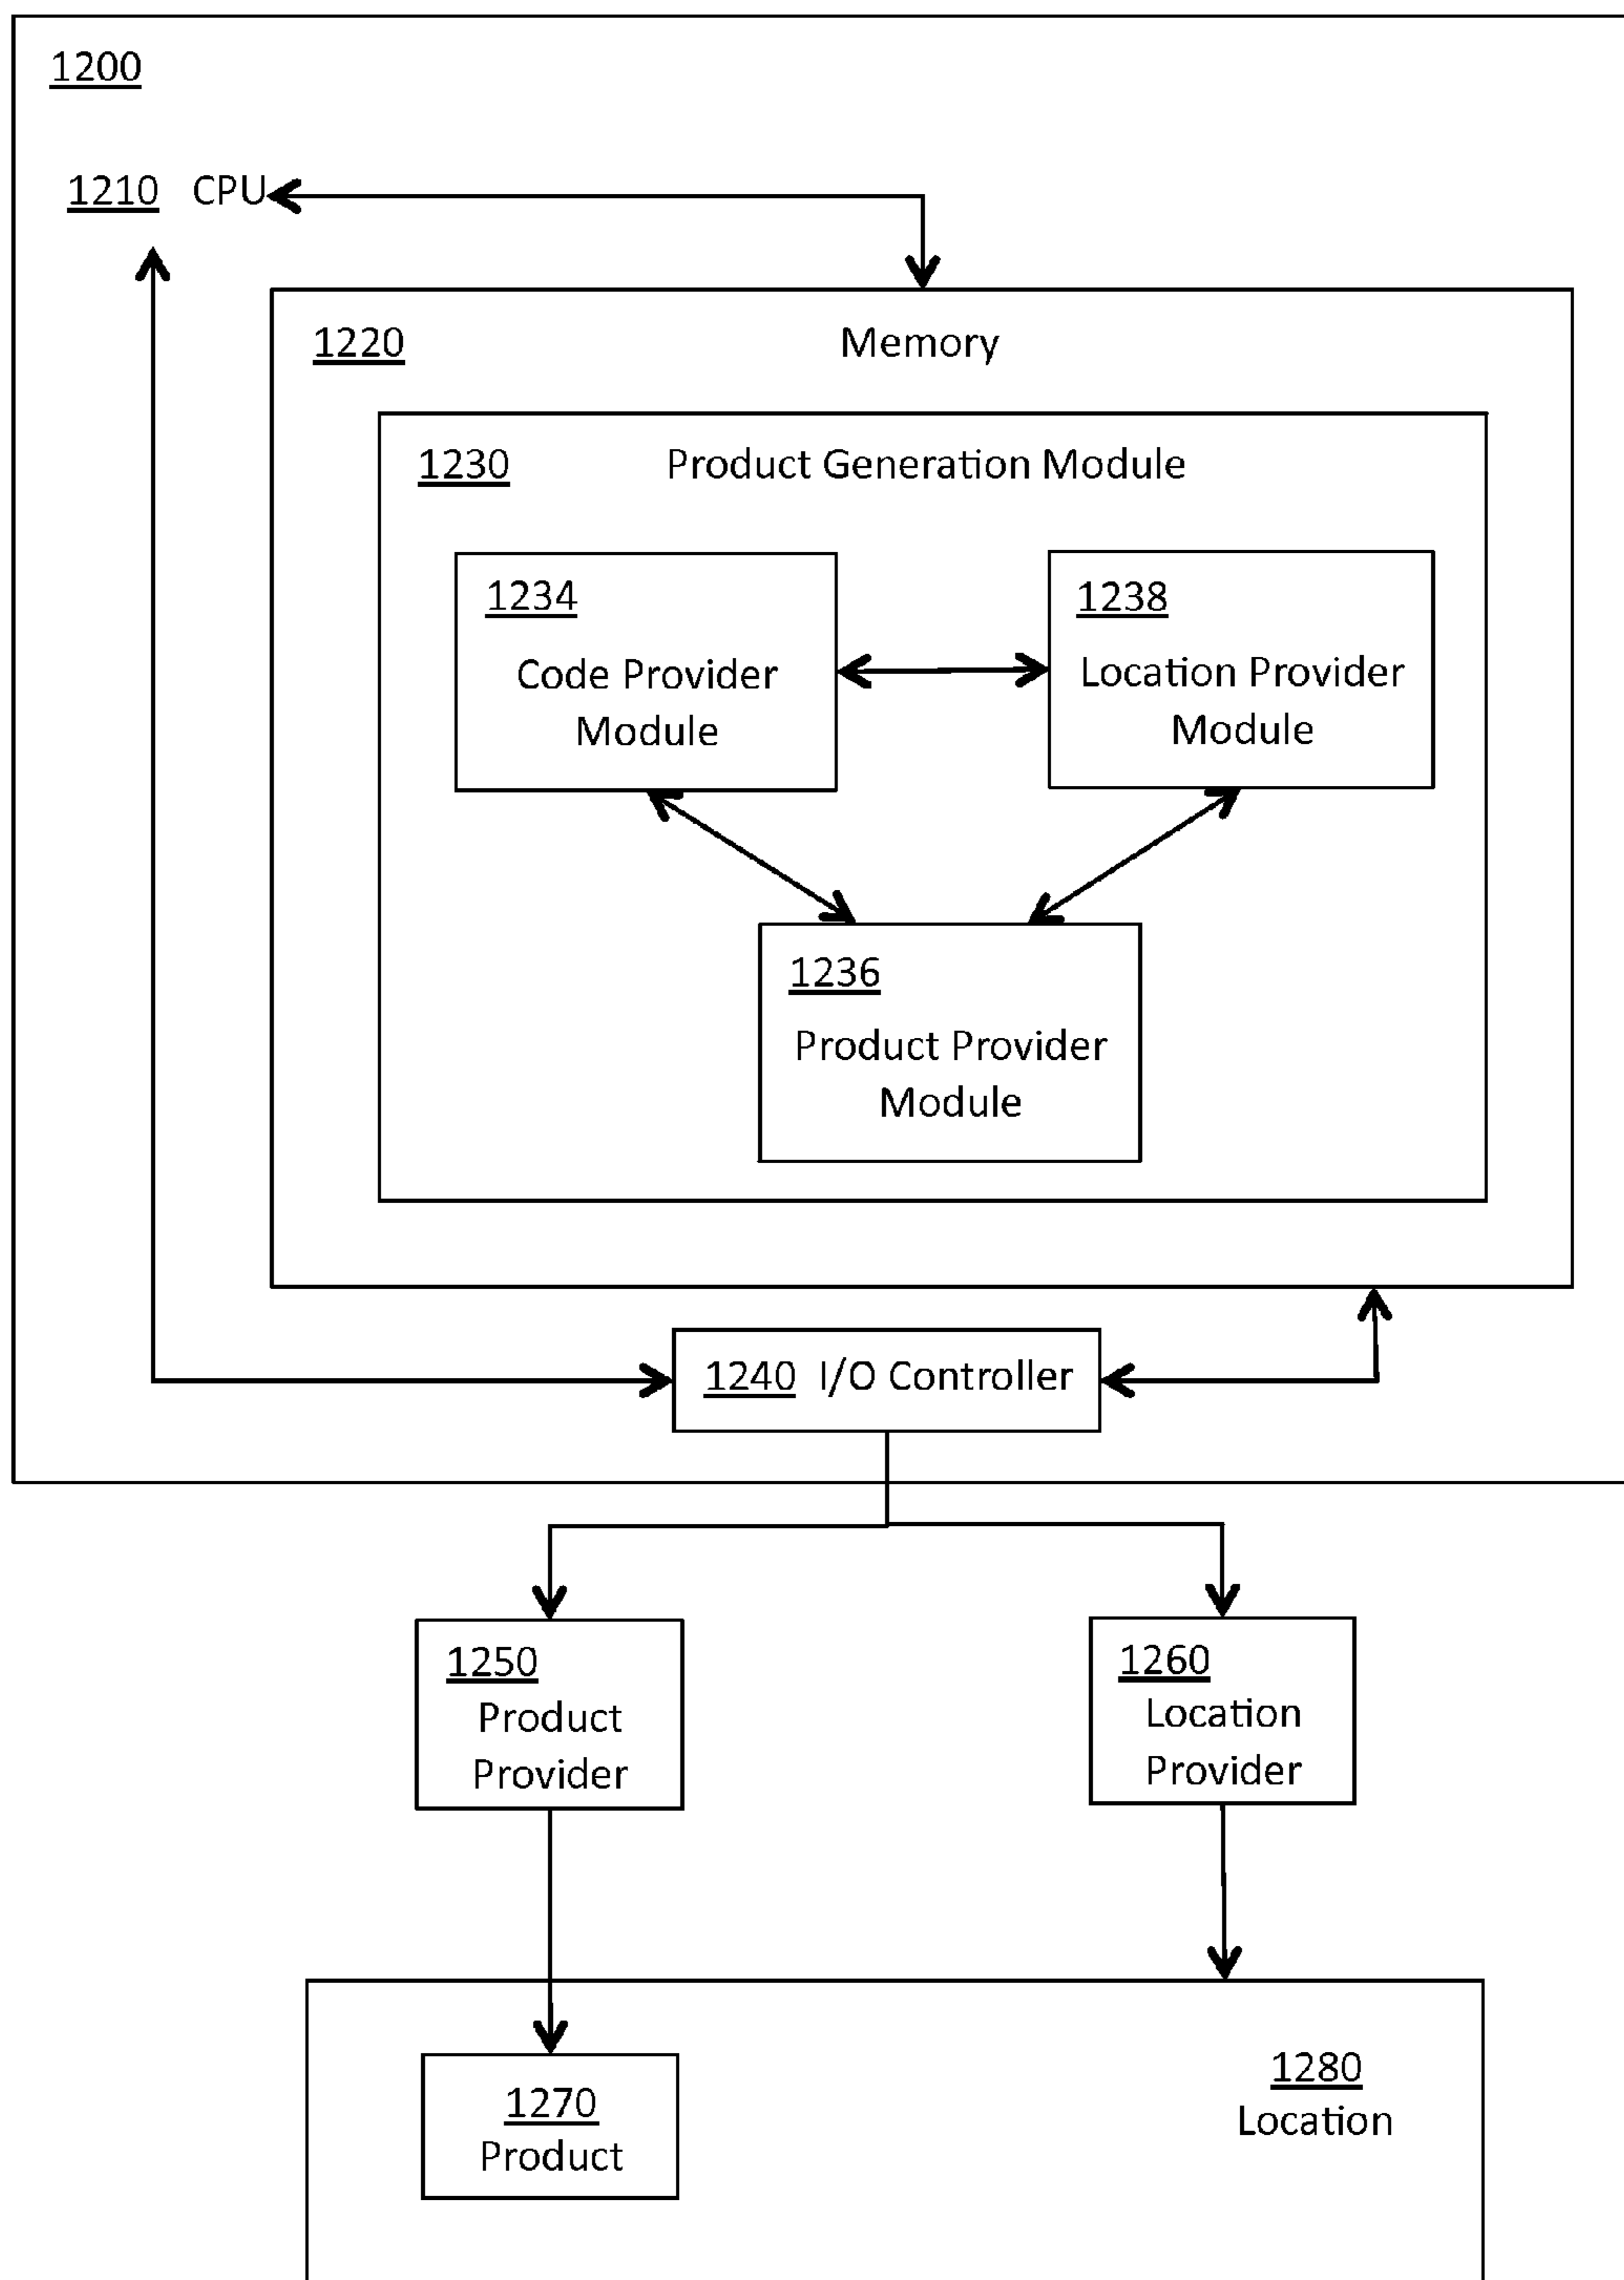 1200
1210 CPU
1220 Memory
1230 Product Generation Module
1234
Code Provider
Module
1238
Location Provider
Module
1236
Product Provider
Module
1240 I/O Controller
1250
Product
Provider
1260
Location
Provider
1270
Product
1280
Location